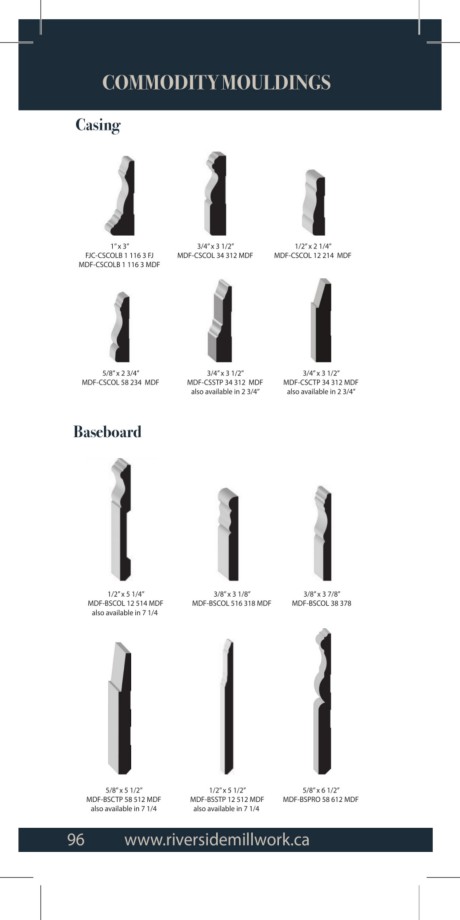 COMMODITY MOULDINGS
Casing
1" x 3"
FJC-CSCOLB 1 116 3 FJ
MDF-CSCOLB 1 116 3 MDF
3/4" x 3 1/2"
MDF-CSCOL 34 312 MDF
1/2" x 2 1/4"
MDF-CSCOL 12 214 MDF
5/8" x 2 3/4"
MDF-CSCOL 58 234 MDF
3/4" x 3 1/2"
MDF-CSSTP 34 312 MDF
also available in 2 3/4"
3/4" x 3 1/2"
MDF-CSCTP 34 312 MDF
also available in 2 3/4"
Baseboard
1/2" x 5 1/4"
MDF-BSCOL 12 514 MDF
also available in 7 1/4
3/8" x 3 1/8"
MDF-BSCOL 516 318 MDF
3/8" x 3 7/8"
MDF-BSCOL 38 378
5/8" x 5 1/2"
MDF-BSCTP 58 512 MDF
also available in 7 1/4
1/2" x 5 1/2"
MDF-BSSTP 12 512 MDF
also available in 7 1/4
5/8" x 6 1/2"
MDF-BSPRO 58 612 MDF
96 www.riversidemillwork.ca